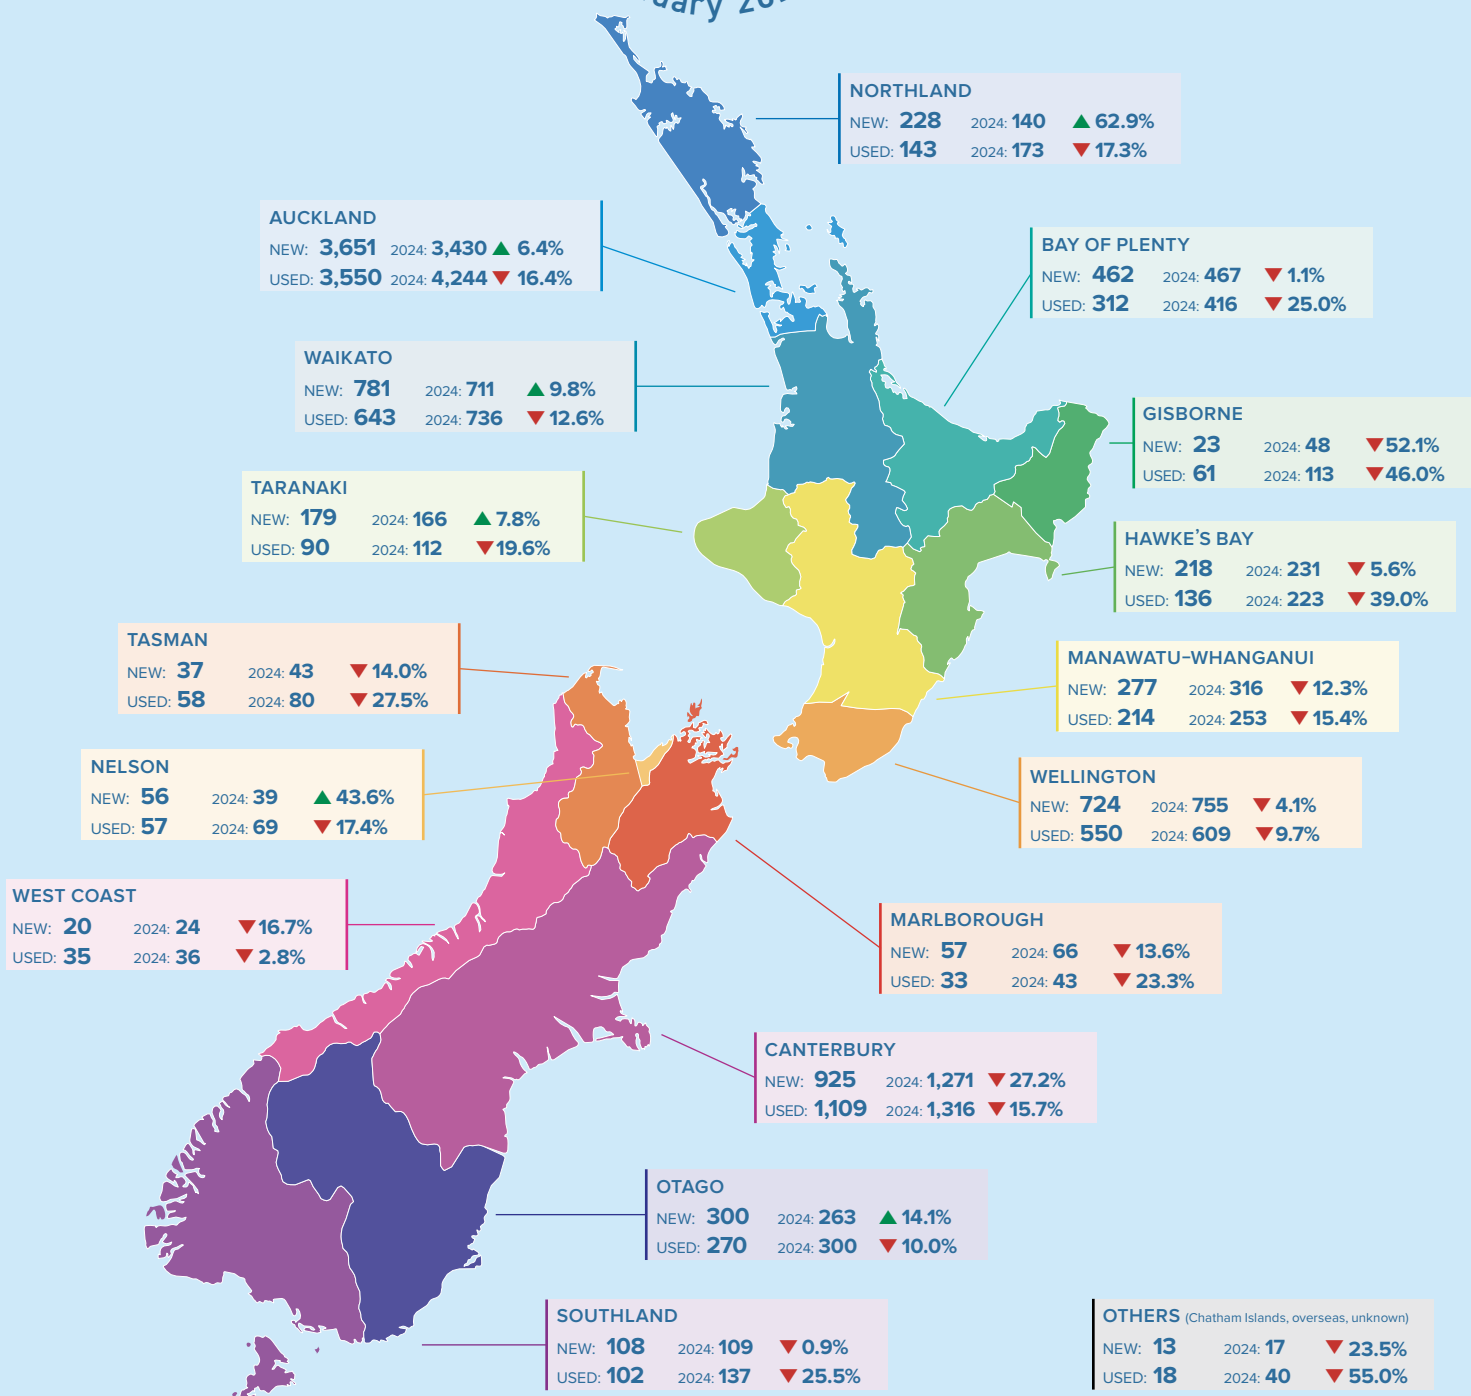 NORTHLAND
NEW: 228 2024: 140 ▲ 62.9%
USED: 143 2024: 173 ▼ 17.3%
AUCKLAND
NEW: 3,651 2024: 3,430 ▲ 6.4%
USED: 3,550 2024: 4,244 ▼ 16.4%
BAY OF PLENTY
NEW: 462 2024: 467 ▼ 1.1%
USED: 312 2024: 416 ▼ 25.0%
WAIKATO
NEW: 781 2024: 711 ▲ 9.8%
USED: 643 2024: 736 ▼ 12.6%
GISBORNE
NEW: 23 2024: 48 ▼ 52.1%
USED: 61 2024: 113 ▼ 46.0%
TARANAKI
NEW: 179 2024: 166 ▲ 7.8%
USED: 90 2024: 112 ▼ 19.6%
HAWKE'S BAY
NEW: 218 2024: 231 ▼ 5.6%
USED: 136 2024: 223 ▼ 39.0%
TASMAN
NEW: 37 2024: 43 ▼ 14.0%
USED: 58 2024: 80 ▼ 27.5%
MANAWATU-WHANGANUI
NEW: 277 2024: 316 ▼ 12.3%
USED: 214 2024: 253 ▼ 15.4%
NELSON
NEW: 56 2024: 39 ▲ 43.6%
USED: 57 2024: 69 ▼ 17.4%
WELLINGTON
NEW: 724 2024: 755 ▼ 4.1%
USED: 550 2024: 609 ▼ 9.7%
WEST COAST
NEW: 20 2024: 24 ▼ 16.7%
USED: 35 2024: 36 ▼ 2.8%
MARLBOROUGH
NEW: 57 2024: 66 ▼ 13.6%
USED: 33 2024: 43 ▼ 23.3%
CANTERBURY
NEW: 925 2024: 1,271 ▼ 27.2%
USED: 1,109 2024: 1,316 ▼ 15.7%
OTAGO
NEW: 300 2024: 263 ▲ 14.1%
USED: 270 2024: 300 ▼ 10.0%
SOUTHLAND
NEW: 108 2024: 109 ▼ 0.9%
USED: 102 2024: 137 ▼ 25.5%
OTHERS (Chatham Islands, overseas, unknown)
NEW: 13 2024: 17 ▼ 23.5%
USED: 18 2024: 40 ▼ 55.0%